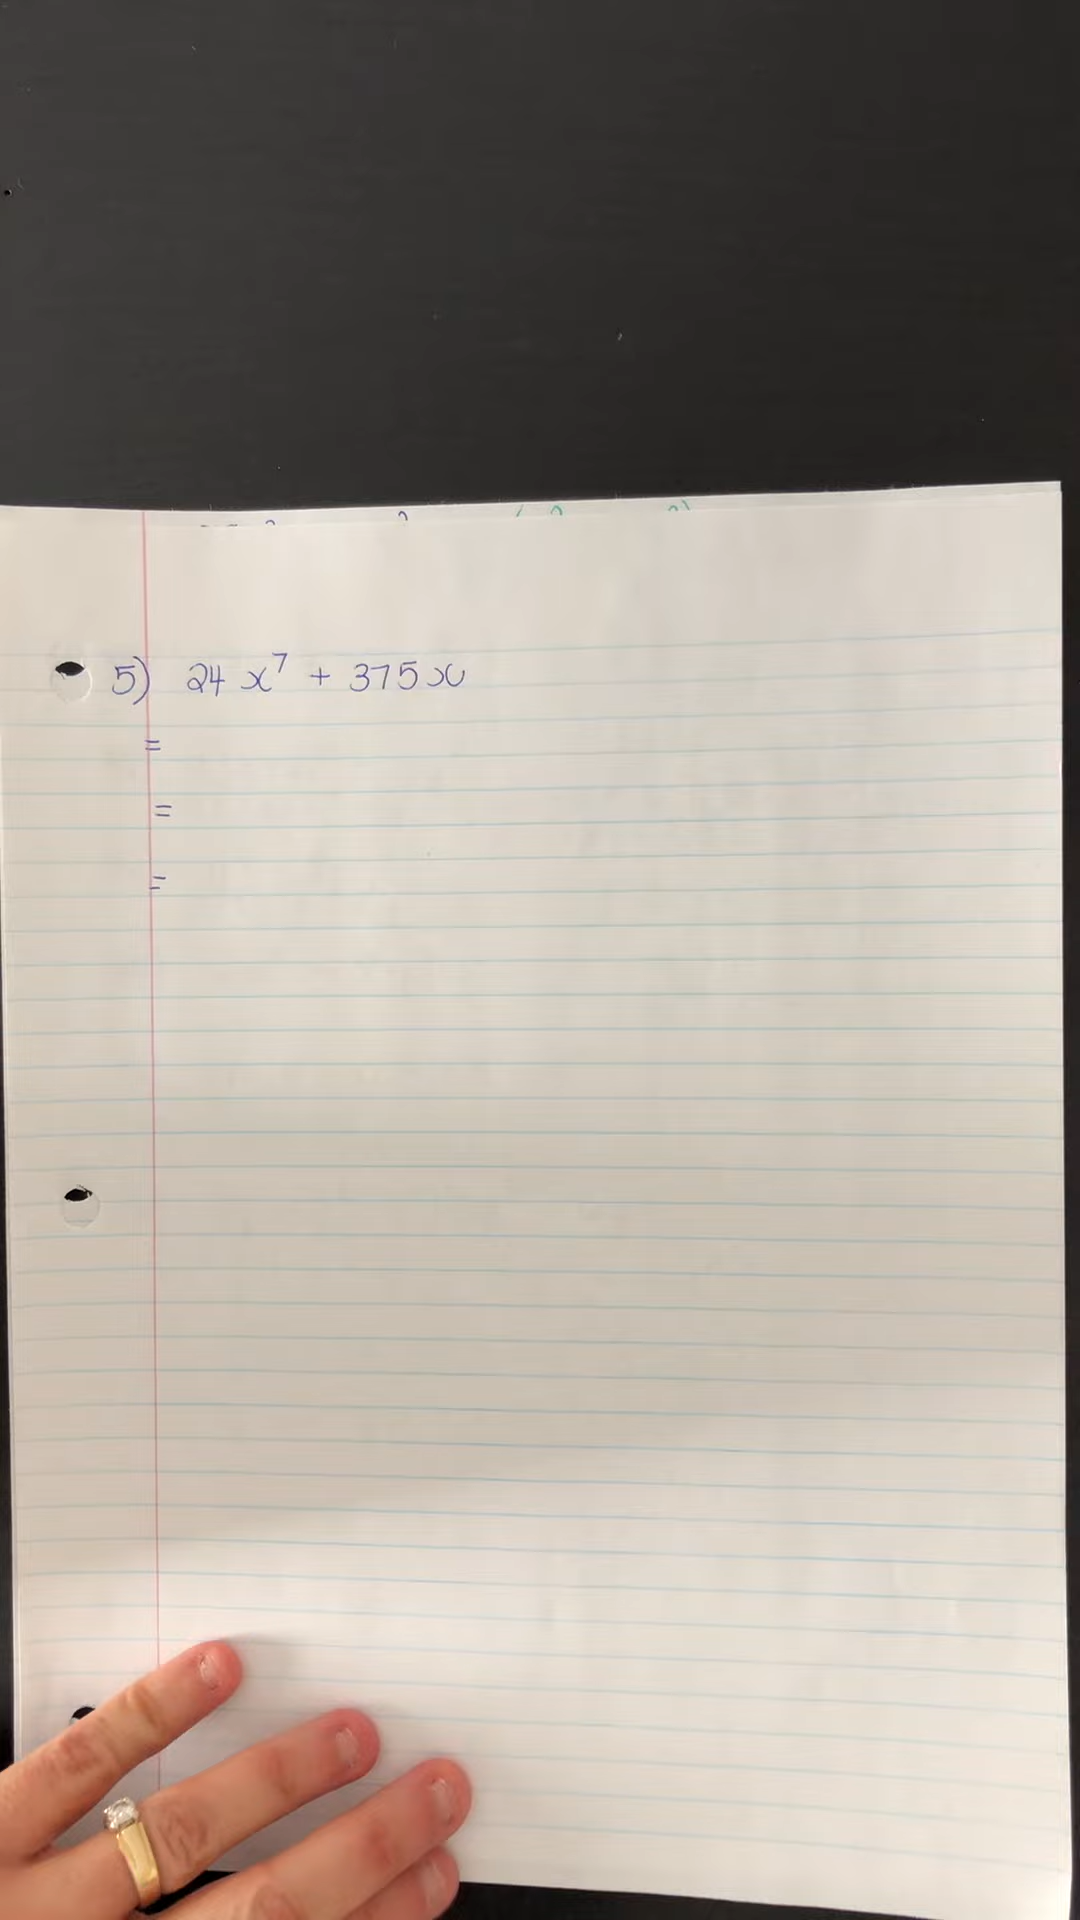 5) 24x⁷ + 375x
=
=
=